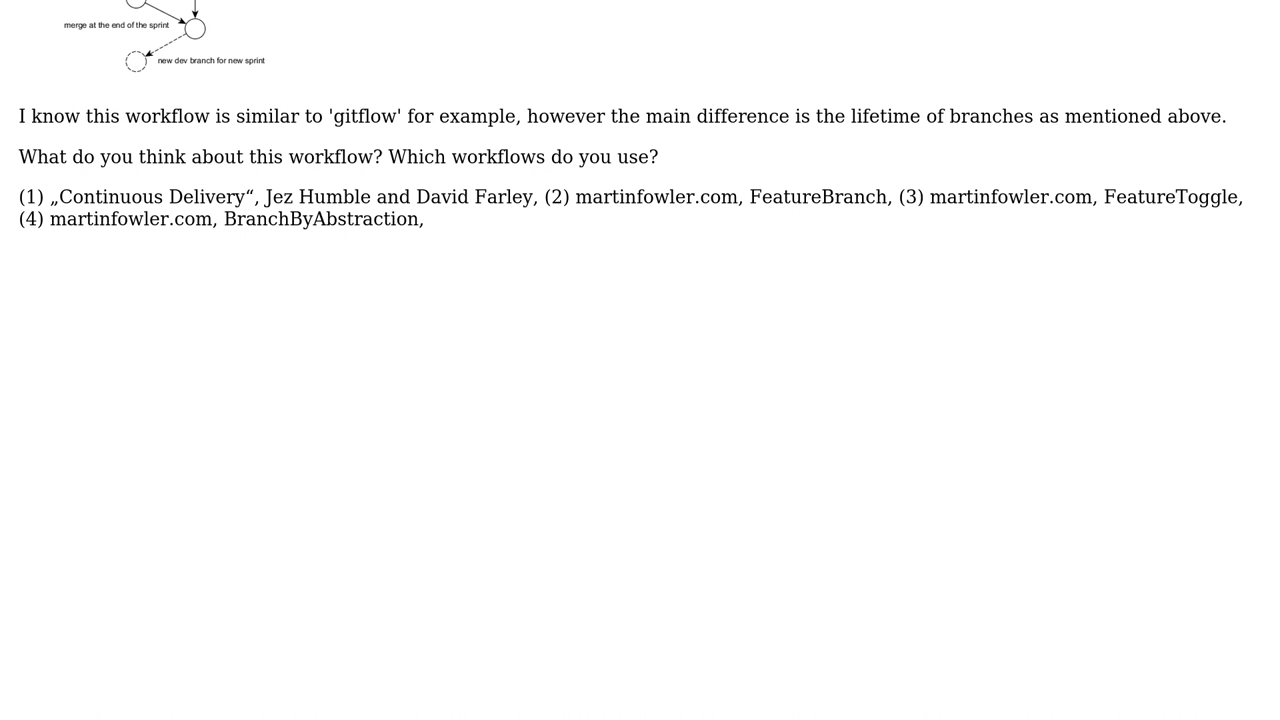 merge at the end of the sprint
new dev branch for new sprint
I know this workflow is similar to 'gitflow' for example, however the main difference is the lifetime of branches as mentioned above.
What do you think about this workflow? Which workflows do you use?
(1) „Continuous Delivery“, Jez Humble and David Farley, (2) martinfowler.com, FeatureBranch, (3) martinfowler.com, FeatureToggle,
(4) martinfowler.com, BranchByAbstraction,